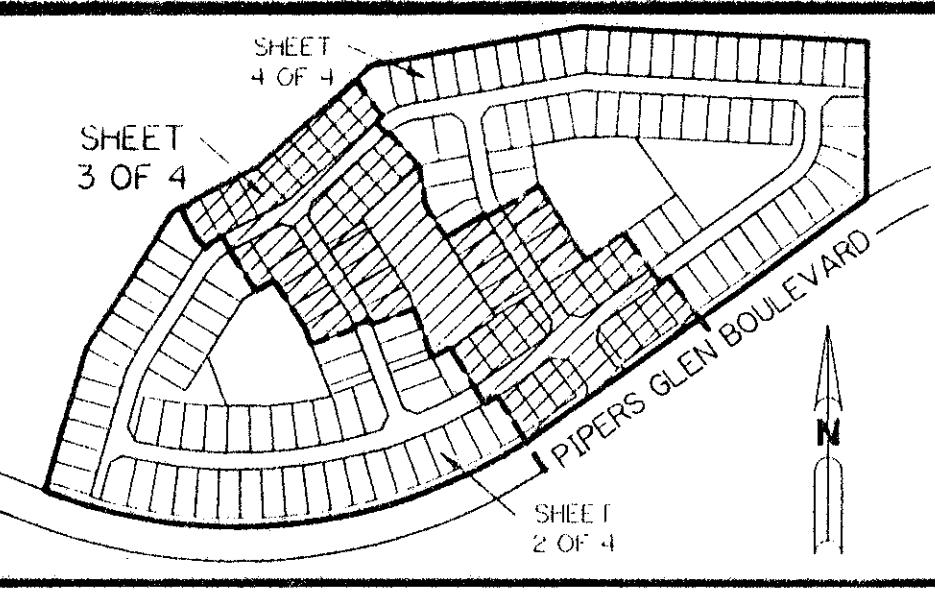 SHEET
4 OF 4
SHEET
3 OF 4
PIPERS GLEN BOULEVARD
N
SHEET
2 OF 4